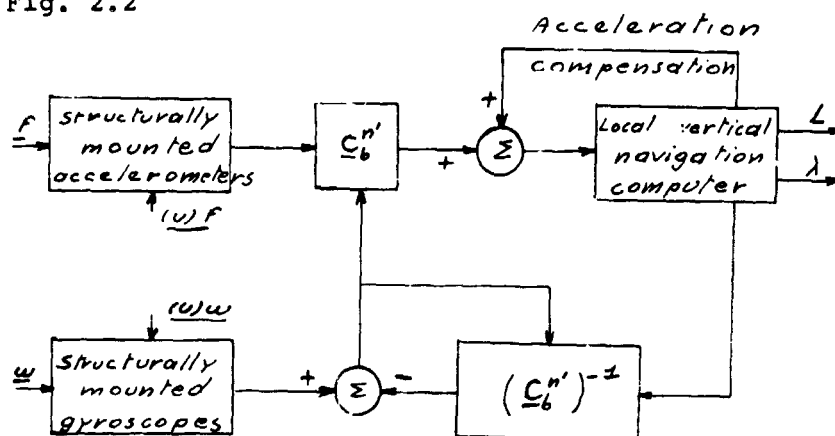 Fig. 2.2
Acceleration
compensation
+
f
structurally
mounted
accelerometers
C_b^n'
+
Σ
Local vertical
navigation
computer
L
λ
(u)f
(u)ω
ω
structurally
mounted
gyroscopes
+
Σ
-
(C_b^n')^-1